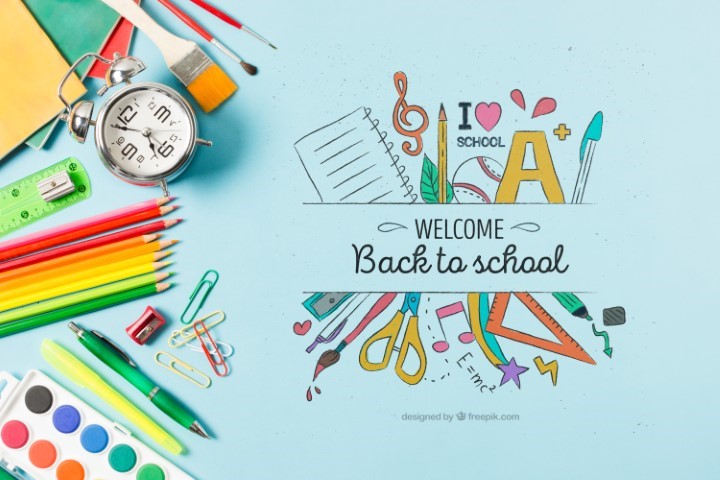 I
SCHOOL
A+
WELCOME
Back to school
E=mc²
designed by freepik.com